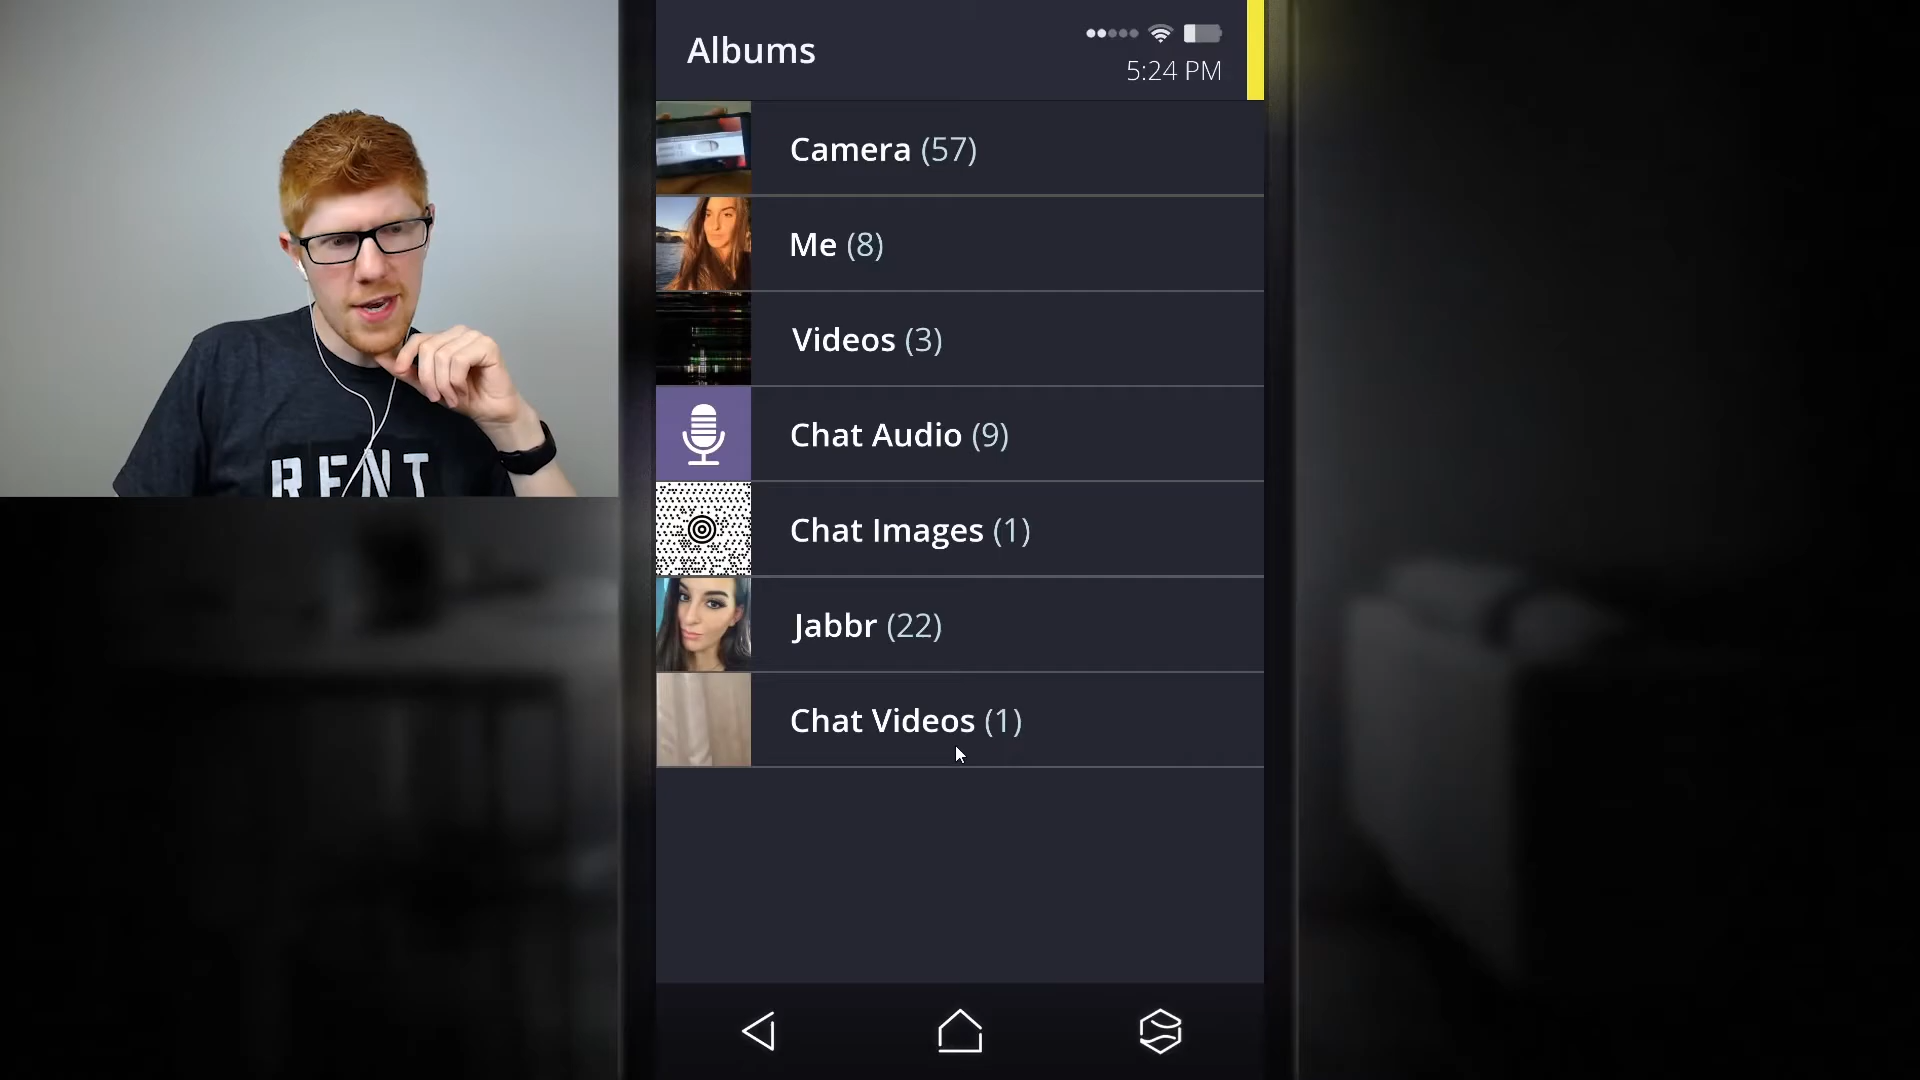 Albums
5:24 PM
Camera (57)
Me (8)
Videos (3)
Chat Audio (9)
Chat Images (1)
Jabbr (22)
Chat Videos (1)
RENT